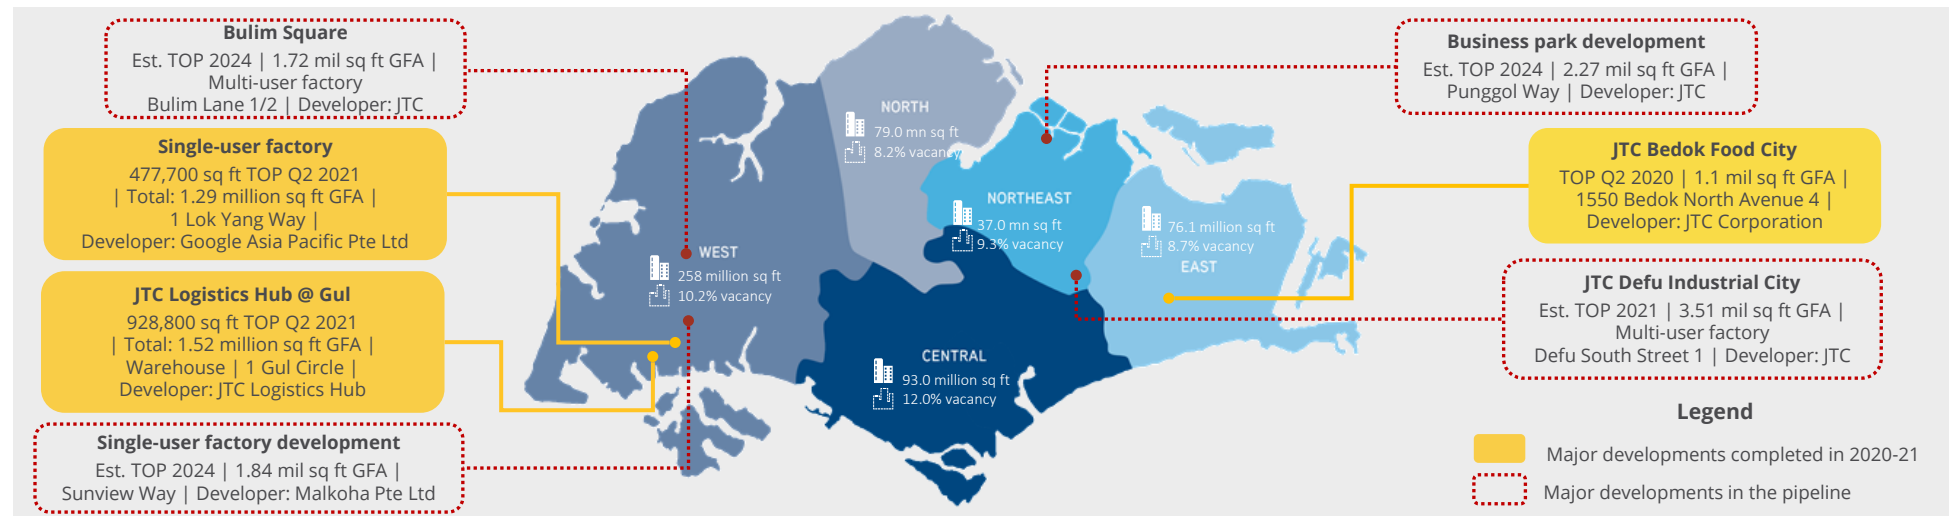 Bulim Square
Est. TOP 2024 | 1.72 mil sq ft GFA |
Multi-user factory
Bulim Lane 1/2 | Developer: JTC
Single-user factory
477,700 sq ft TOP Q2 2021
| Total: 1.29 million sq ft GFA |
1 Lok Yang Way |
Developer: Google Asia Pacific Pte Ltd
JTC Logistics Hub @ Gul
928,800 sq ft TOP Q2 2021
| Total: 1.52 million sq ft GFA |
Warehouse | 1 Gul Circle |
Developer: JTC Logistics Hub
Single-user factory development
Est. TOP 2024 | 1.84 mil sq ft GFA |
Sunview Way | Developer: Malkoha Pte Ltd
NORTH
79.0 mn sq ft
8.2% vacancy
NORTHEAST
37.0 mn sq ft
9.3% vacancy
WEST
258 million sq ft
10.2% vacancy
76.1 million sq ft
8.7% vacancy
EAST
CENTRAL
93.0 million sq ft
12.0% vacancy
Business park development
Est. TOP 2024 | 2.27 mil sq ft GFA |
Punggol Way | Developer: JTC
JTC Bedok Food City
TOP Q2 2020 | 1.1 mil sq ft GFA |
1550 Bedok North Avenue 4 |
Developer: JTC Corporation
JTC Defu Industrial City
Est. TOP 2021 | 3.51 mil sq ft GFA |
Multi-user factory
Defu South Street 1 | Developer: JTC
Legend
Major developments completed in 2020-21
Major developments in the pipeline